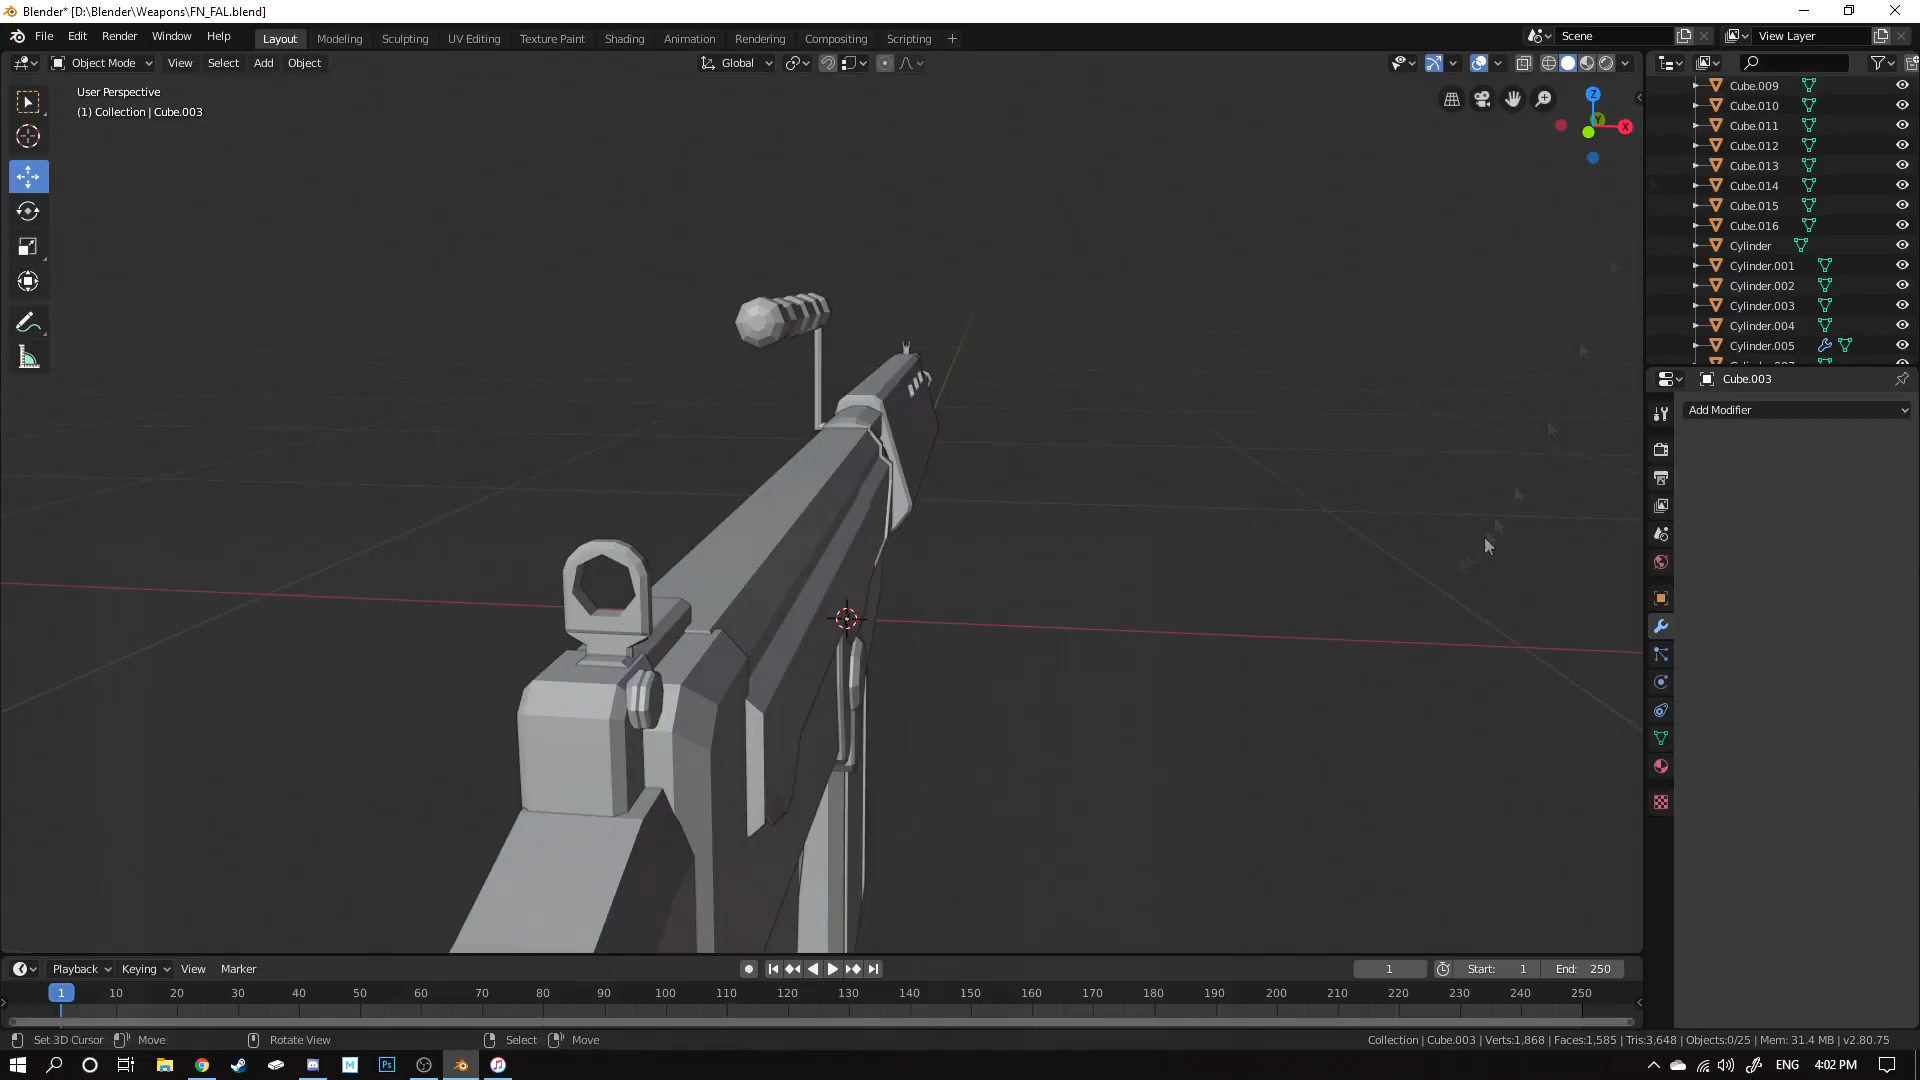 Blender* [D:\Blender\Weapons\FN_FAL.blend]
File Edit Render Window Help
Layout Modeling Sculpting UV Editing Texture Paint Shading Animation Rendering Compositing Scripting +
Scene
View Layer
Object Mode View Select Add Object
Global
User Perspective
(1) Collection | Cube.003
Z
Y
X
Cube.009
Cube.010
Cube.011
Cube.012
Cube.013
Cube.014
Cube.015
Cube.016
Cylinder
Cylinder.001
Cylinder.002
Cylinder.003
Cylinder.004
Cylinder.005
Cube.003
Add Modifier
Playback Keying View Marker
1
Start: 1
End: 250
1 10 20 30 40 50 60 70 80 90 100 110 120 130 140 150 160 170 180 190 200 210 220 230 240 250
Set 3D Cursor Move Rotate View Select Move
Collection | Cube.003 | Verts:1,868 | Faces:1,585 | Tris:3,648 | Objects:0/25 | Mem: 31.4 MB | v2.80.75
M
Ps
ENG
4:02 PM